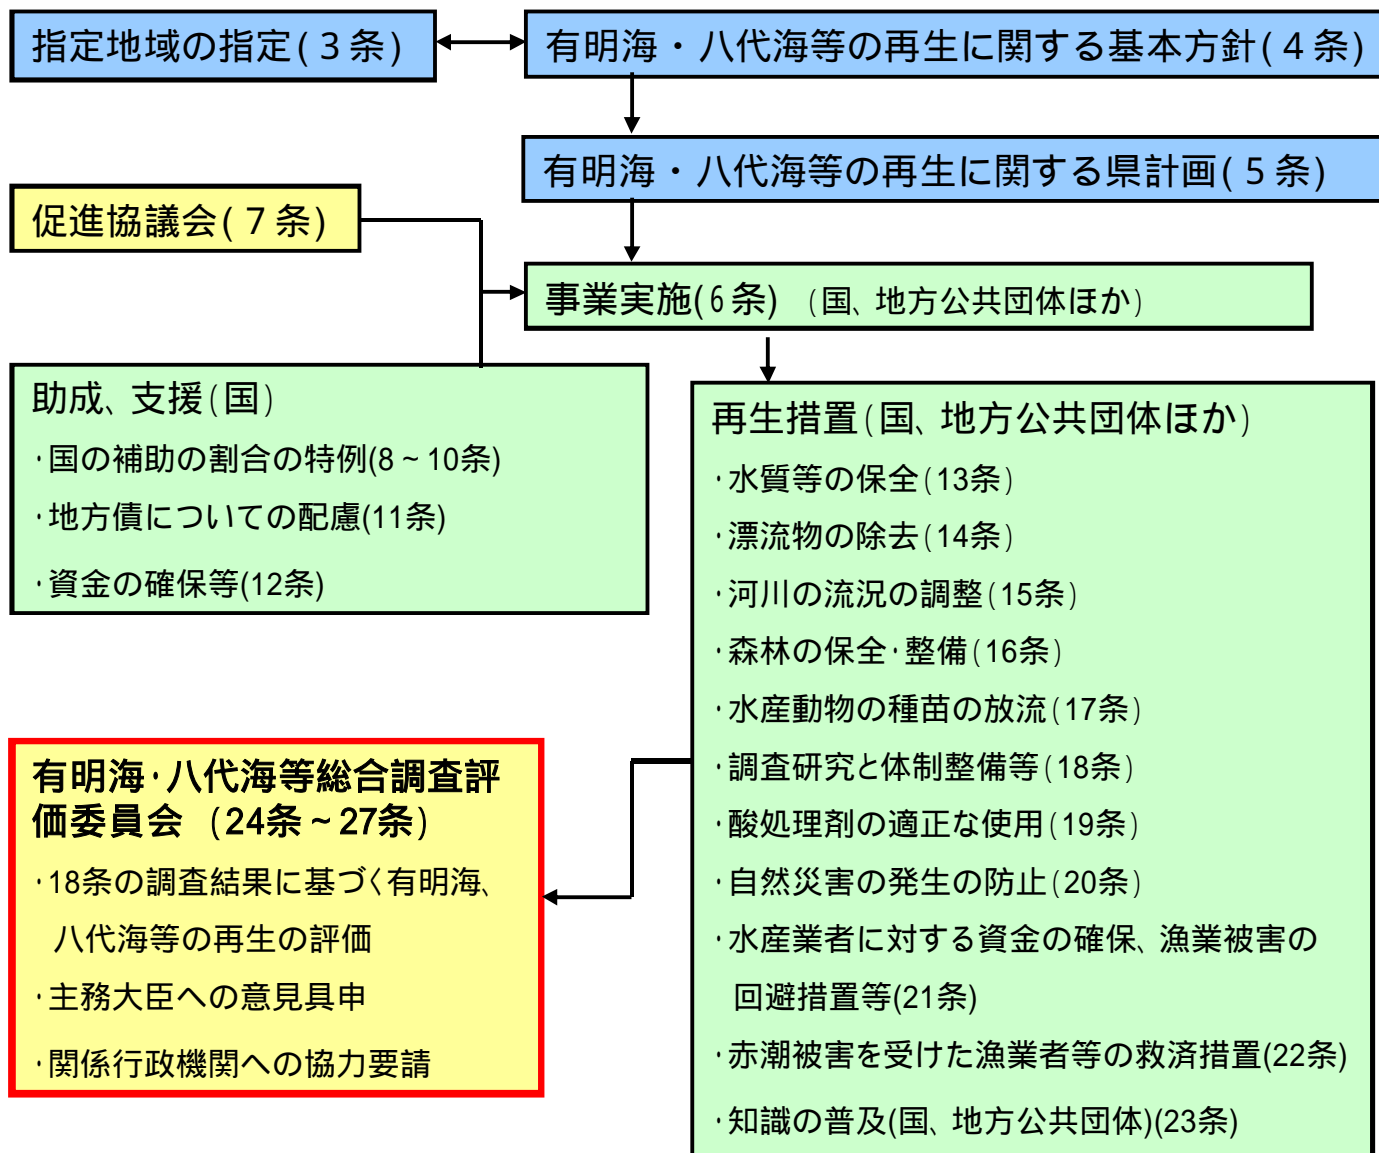 指定地域の指定(３条)
有明海・八代海等の再生に関する基本方針(４条)
有明海・八代海等の再生に関する県計画(５条)
促進協議会(７条)
事業実施(6条) (国、地方公共団体ほか)
助成、支援(国)
･国の補助の割合の特例(8～10条)
･地方債についての配慮(11条)
･資金の確保等(12条)
再生措置(国、地方公共団体ほか)
･水質等の保全(13条)
･漂流物の除去(14条)
･河川の流況の調整(15条)
･森林の保全･整備(16条)
･水産動物の種苗の放流(17条)
･調査研究と体制整備等(18条)
･酸処理剤の適正な使用(19条)
･自然災害の発生の防止(20条)
･水産業者に対する資金の確保、漁業被害の
回避措置等(21条)
･赤潮被害を受けた漁業者等の救済措置(22条)
･知識の普及(国、地方公共団体)(23条)
有明海･八代海等総合調査評
価委員会 (24条～27条)
･18条の調査結果に基づく有明海、
八代海等の再生の評価
･主務大臣への意見具申
･関係行政機関への協力要請